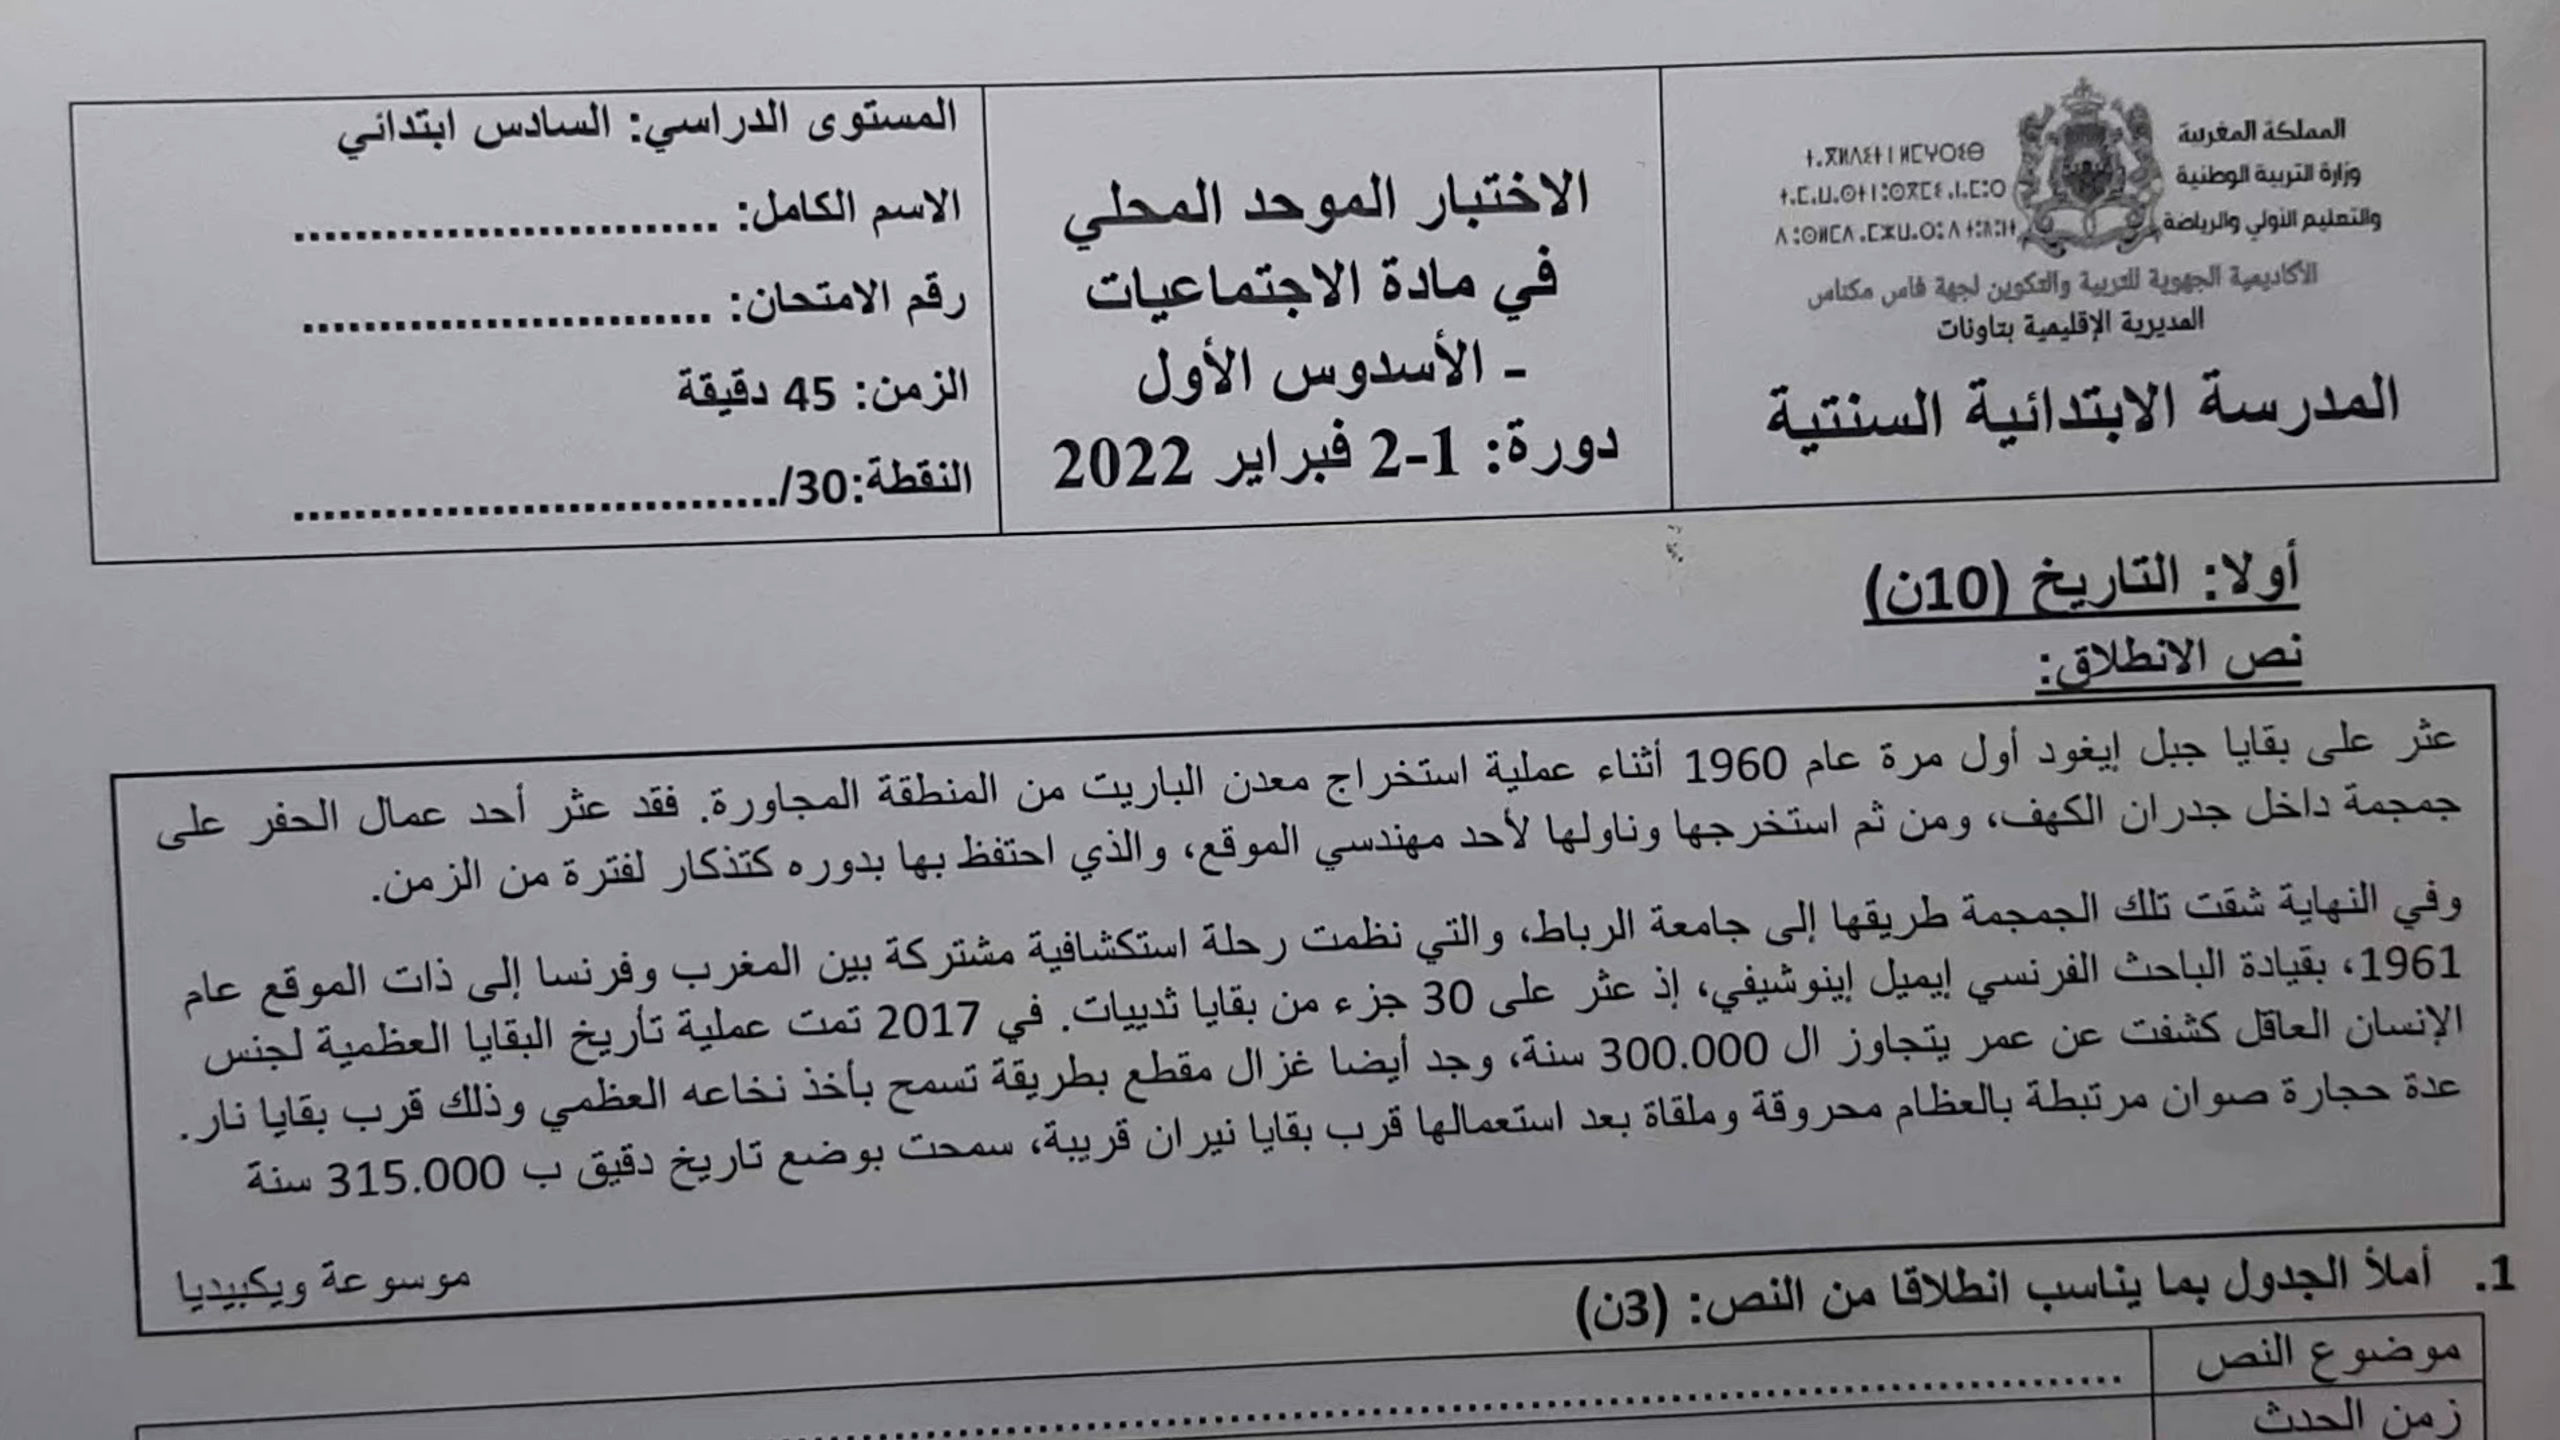 المملكة المغربية
وزارة التربية الوطنية
والتعليم الأولي والرياضة
ⵜ.ⴳⵍⴷⵉⵜ ⵏ ⵍⵎⵖⵔⵉⴱ
الأكاديمية الجهوية للتربية والتكوين لجهة فاس مكناس
المديرية الإقليمية بتاونات
المدرسة الابتدائية السنتية
الاختبار الموحد المحلي
في مادة الاجتماعيات
- الأسدوس الأول
دورة: 1-2 فبراير 2022
المستوى الدراسي: السادس ابتدائي
الاسم الكامل: ............................
رقم الامتحان: ...........................
الزمن: 45 دقيقة
النقطة:30/................................
أولا: التاريخ (10ن)
نص الانطلاق:
عثر على بقايا جبل إيغود أول مرة عام 1960 أثناء عملية استخراج معدن الباريت من المنطقة المجاورة. فقد عثر أحد عمال الحفر على
جمجمة داخل جدران الكهف، ومن ثم استخرجها وناولها لأحد مهندسي الموقع، والذي احتفظ بها بدوره كتذكار لفترة من الزمن.
وفي النهاية شقت تلك الجمجمة طريقها إلى جامعة الرباط، والتي نظمت رحلة استكشافية مشتركة بين المغرب وفرنسا إلى ذات الموقع عام
1961، بقيادة الباحث الفرنسي إيميل إينوشيفي، إذ عثر على 30 جزء من بقايا ثدييات. في 2017 تمت عملية تأريخ البقايا العظمية لجنس
الإنسان العاقل كشفت عن عمر يتجاوز ال 300.000 سنة، وجد أيضا غزال مقطع بطريقة تسمح بأخذ نخاعه العظمي وذلك قرب بقايا نار.
عدة حجارة صوان مرتبطة بالعظام محروقة وملقاة بعد استعمالها قرب بقايا نيران قريبة، سمحت بوضع تاريخ دقيق ب 315.000 سنة
موسوعة ويكيبيديا
1. أملأ الجدول بما يناسب انطلاقا من النص: (3ن)
موضوع النص ....................................................
زمن الحدث